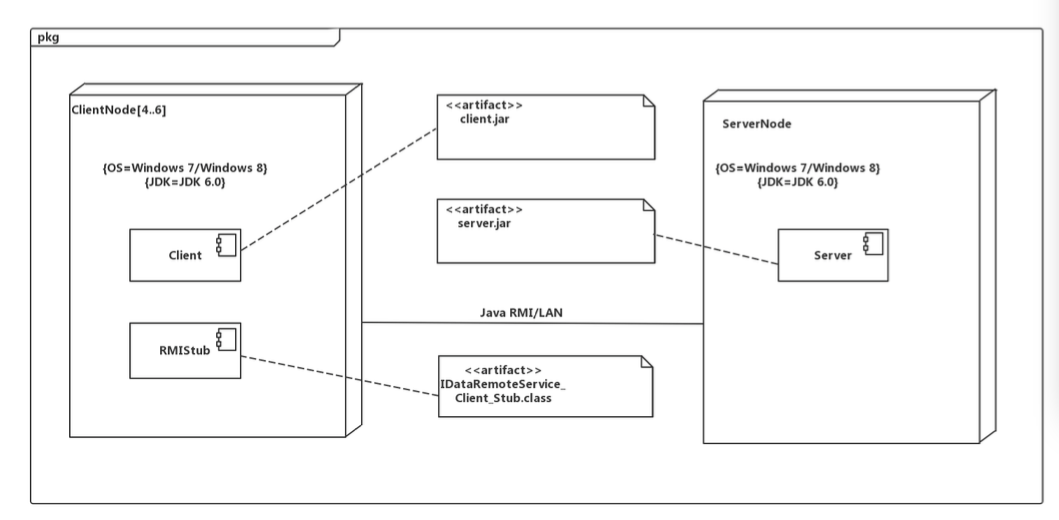 pkg
ClientNode[4..6]
{OS=Windows 7/Windows 8}
{JDK=JDK 6.0}
Client
RMIStub
<<artifact>>
client.jar
<<artifact>>
server.jar
Java RMI/LAN
<<artifact>>
IDataRemoteService_
Client_Stub.class
ServerNode
{OS=Windows 7/Windows 8}
{JDK=JDK 6.0}
Server